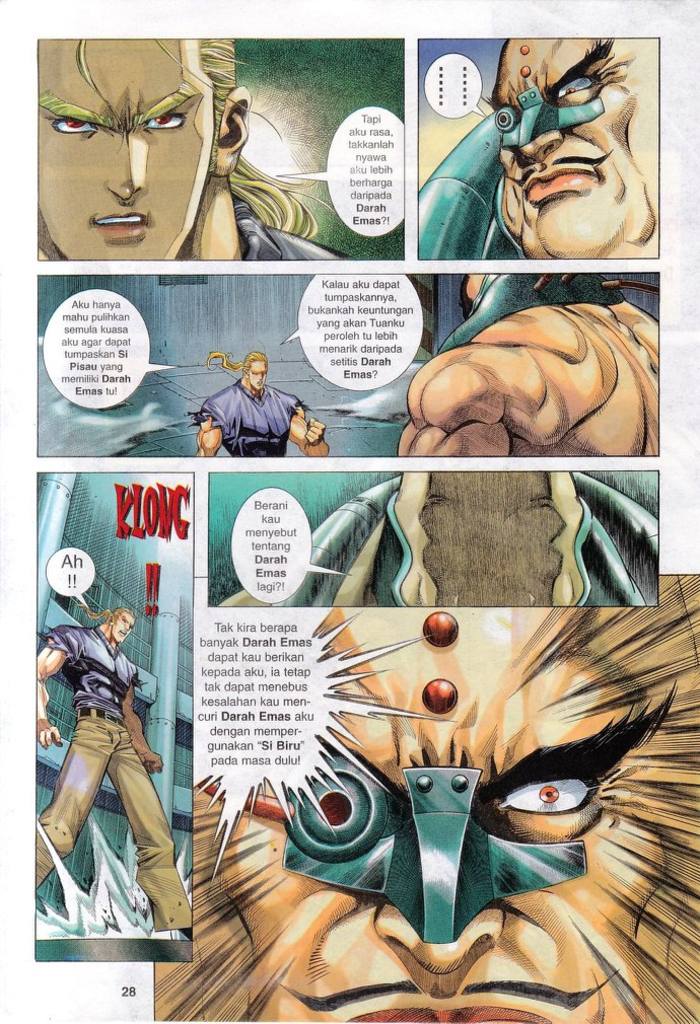 Tapi
aku rasa,
takkanlah
nyawa
aku lebih
berharga
daripada
Darah
Emas?!
Aku hanya
mahu pulihkan
semula kuasa
aku agar dapat
tumpaskan Si
Pisau yang
memiliki Darah
Emas tu!
Kalau aku dapat
tumpaskannya,
bukankah keuntungan
yang akan Tuanku
peroleh tu lebih
menarik daripada
setitis Darah
Emas?
KLONG
!!
Ah
!!
Berani
kau
menyebut
tentang
Darah
Emas
lagi?!
Tak kira berapa
banyak Darah Emas
dapat kau berikan
kepada aku, ia tetap
tak dapat menebus
kesalahan kau men-
curi Darah Emas aku
dengan memper-
gunakan "Si Biru"
pada masa dulu!
28